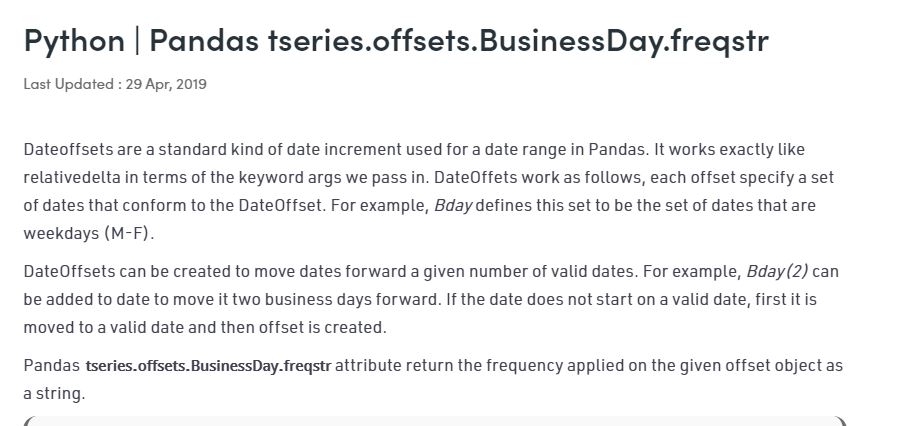 Python | Pandas tseries.offsets.BusinessDay.freqstr
Last Updated : 29 Apr, 2019
Dateoffsets are a standard kind of date increment used for a date range in Pandas. It works exactly like
relativedelta in terms of the keyword args we pass in. DateOffets work as follows, each offset specify a set
of dates that conform to the DateOffset. For example, Bday defines this set to be the set of dates that are
weekdays (M-F).
DateOffsets can be created to move dates forward a given number of valid dates. For example, Bday(2) can
be added to date to move it two business days forward. If the date does not start on a valid date, first it is
moved to a valid date and then offset is created.
Pandas tseries.offsets.BusinessDay.freqstr attribute return the frequency applied on the given offset object as
a string.